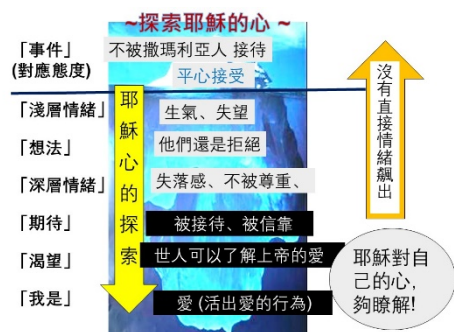 ~探索耶穌的心 ~
「事件」 不被撒瑪利亞人 接待
(對應態度) 平心接受
「淺層情緒」 生氣、失望
「想法」 他們還是拒絕
「深層情緒」 失落感、不被尊重、
「期待」 被接待、被信靠
「渴望」 世人可以了解上帝的愛
「我是」 愛 (活出愛的行為)
耶穌心的探索
沒有直接情緒飆出
耶穌對自
己的心,
夠瞭解!